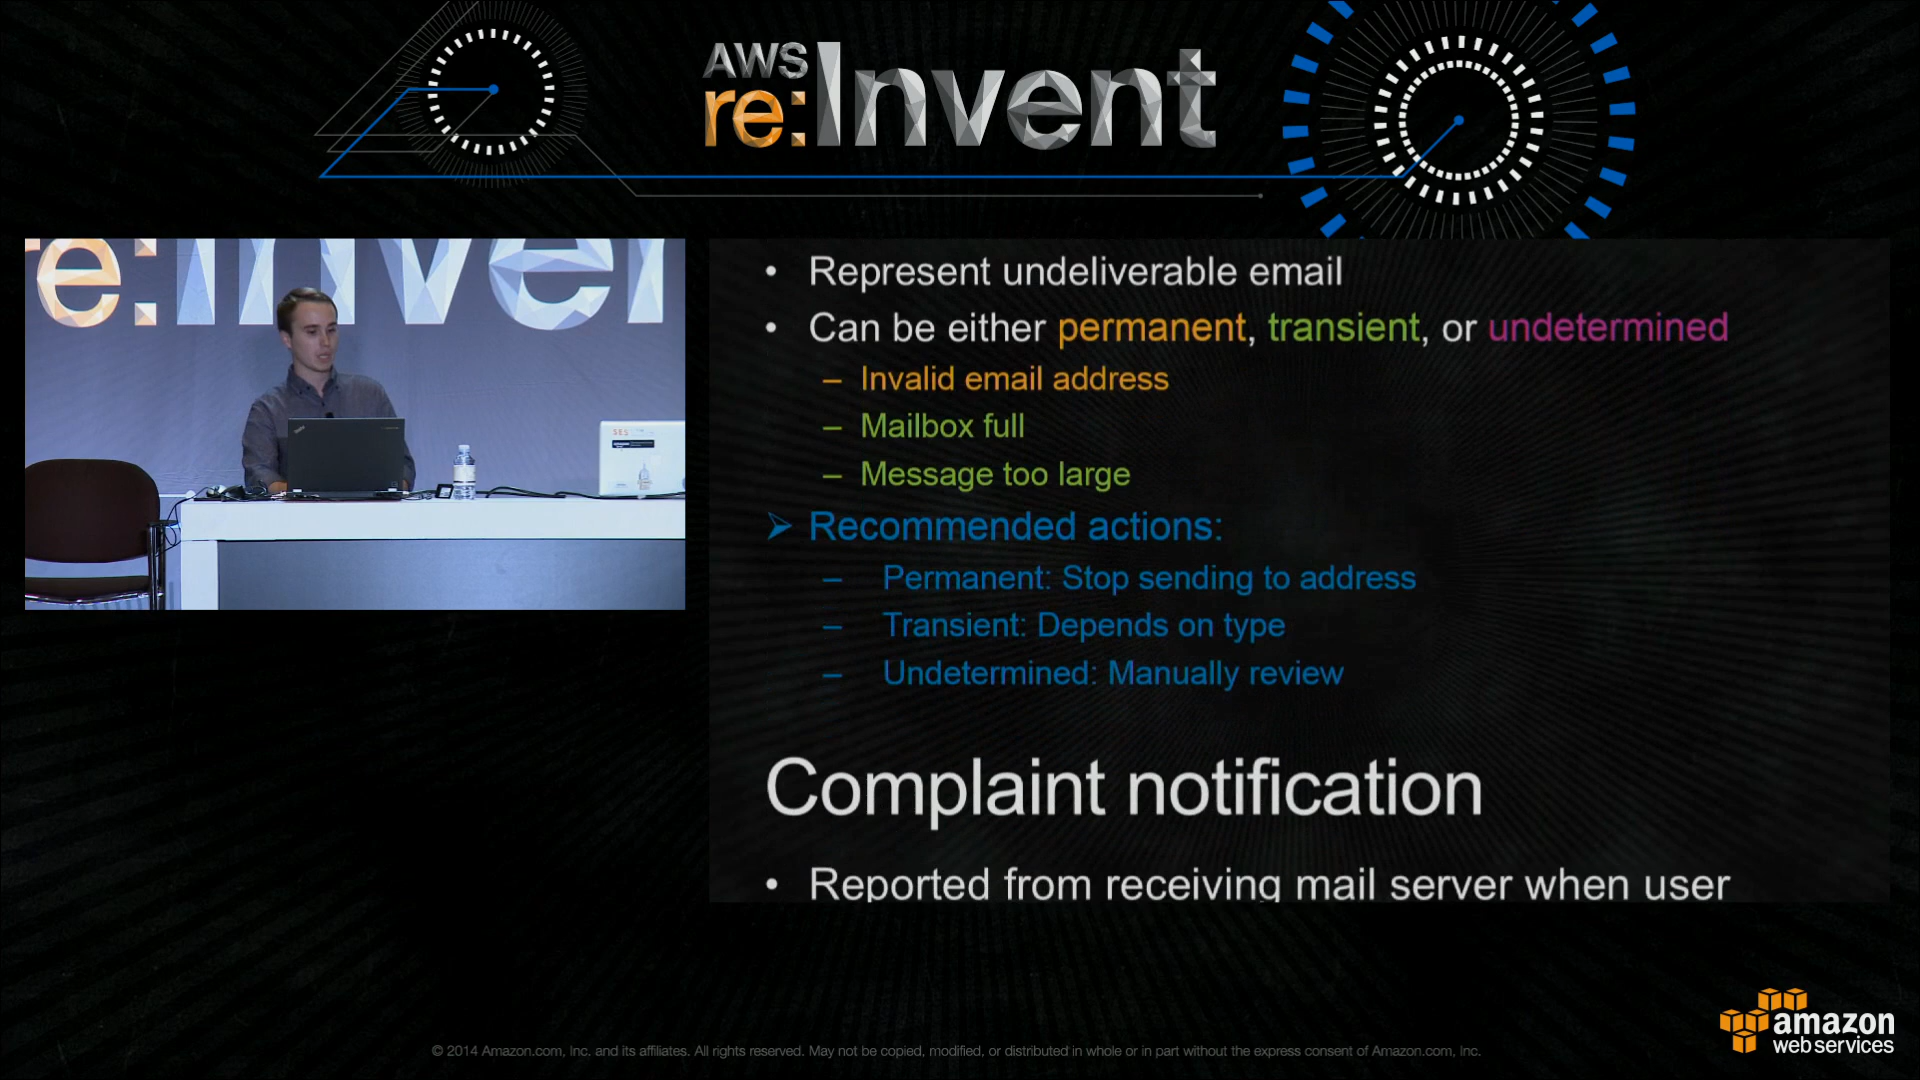 AWS
re:Invent
re:Inven
SES
• Represent undeliverable email
• Can be either permanent, transient, or undetermined
– Invalid email address
– Mailbox full
– Message too large
➢ Recommended actions:
– Permanent: Stop sending to address
– Transient: Depends on type
– Undetermined: Manually review
Complaint notification
• Reported from receiving mail server when user
amazon
web services
© 2014 Amazon.com, Inc. and its affiliates. All rights reserved. May not be copied, modified, or distributed in whole or in part without the express consent of Amazon.com, Inc.